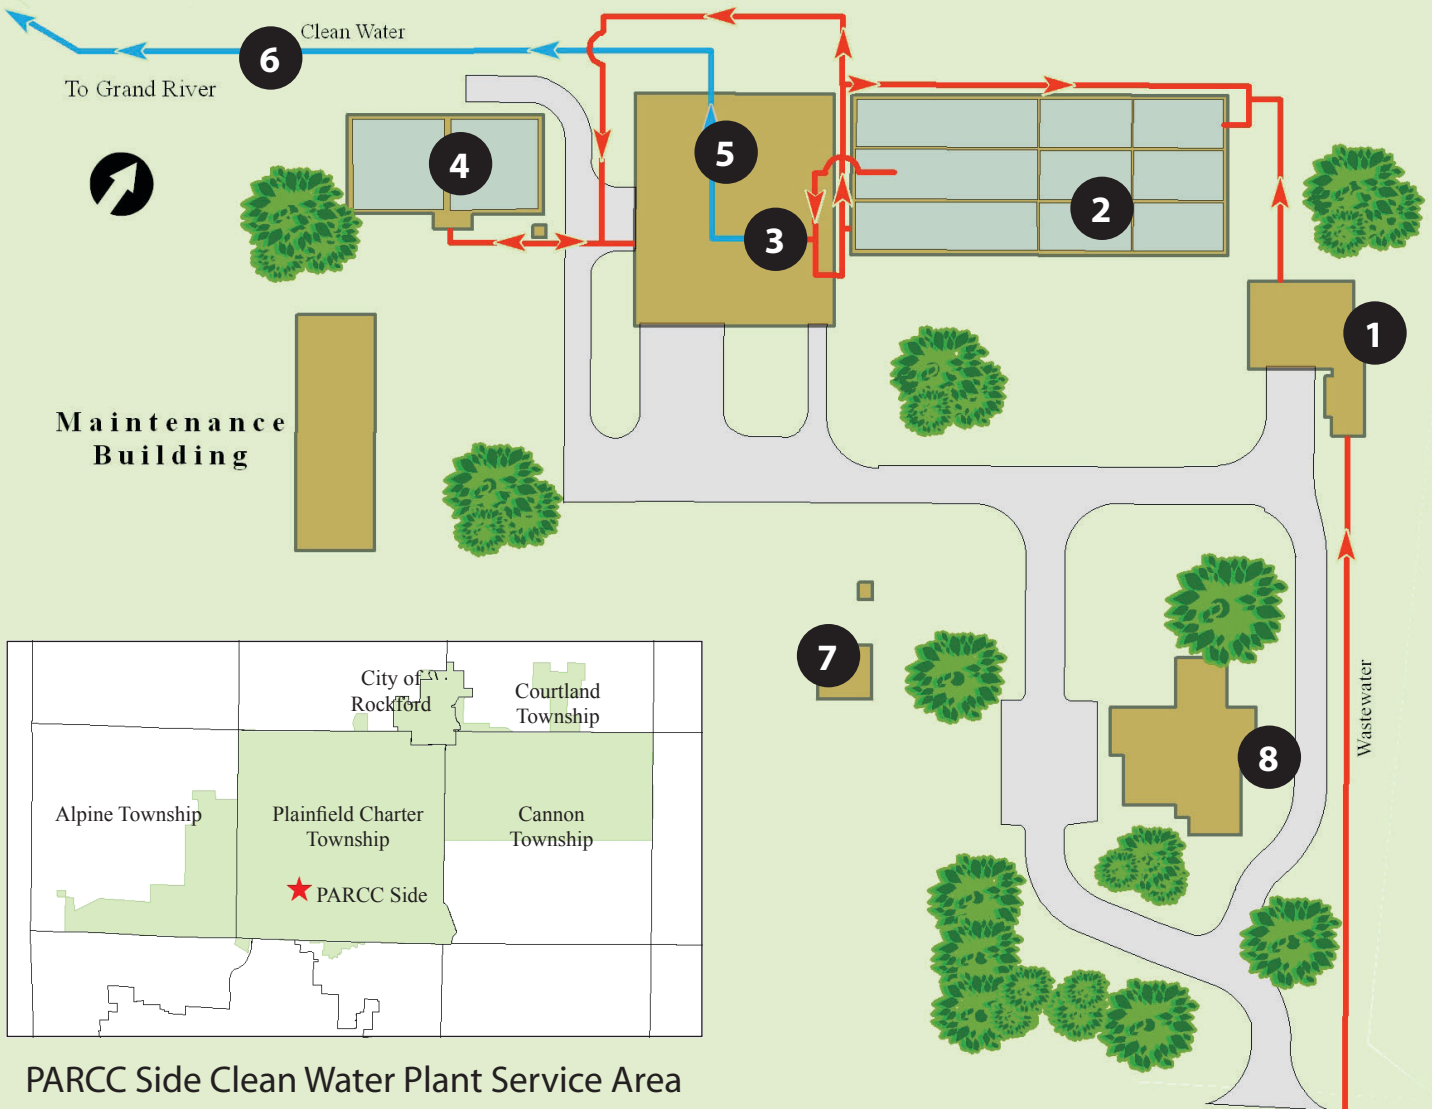 Clean Water
6
To Grand River
5
4
2
3
1
Maintenance
Building
7
Wastewater
8
City of
Rockford
Courtland
Township
Alpine Township
Plainfield Charter
Township
Cannon
Township
PARCC Side
PARCC Side Clean Water Plant Service Area